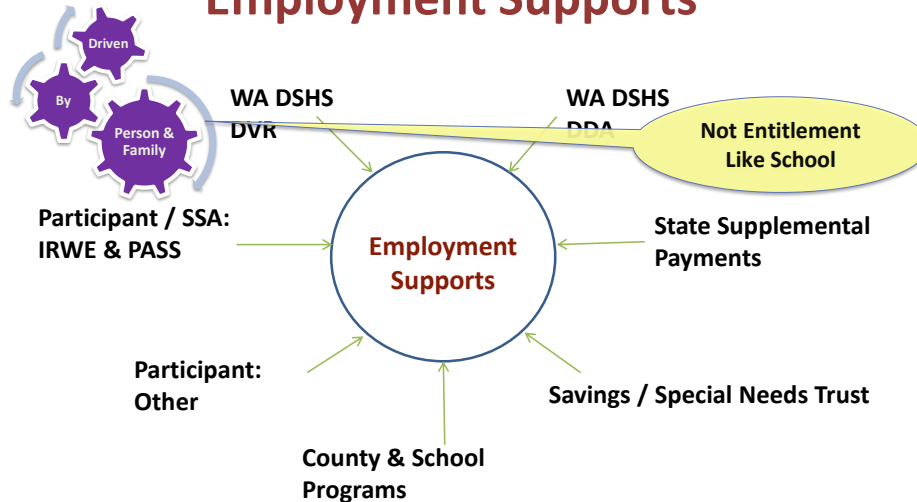 Employment Supports
Driven
By
Person &
Family
WA DSHS
DVR
WA DSHS
DDA
Not Entitlement
Like School
Participant / SSA:
IRWE & PASS
Employment
Supports
State Supplemental
Payments
Participant:
Other
Savings / Special Needs Trust
County & School
Programs